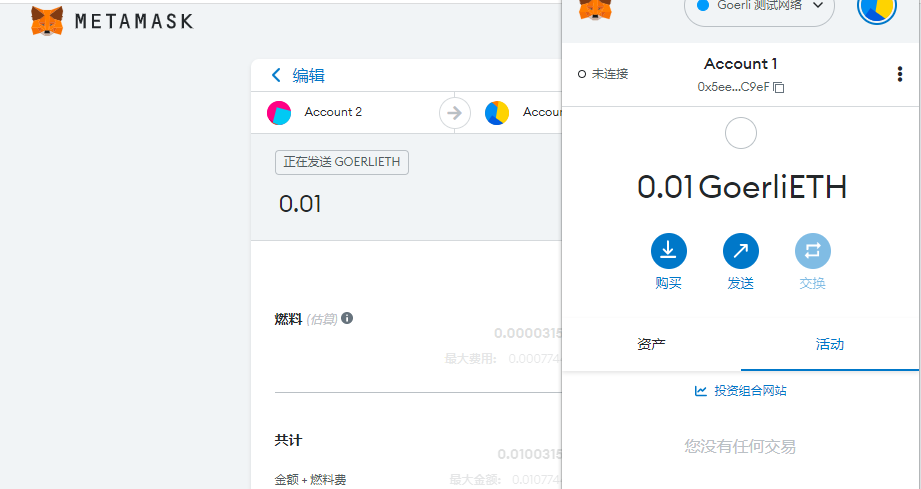 METAMASK
编辑
Account 2
Accou
正在发送 GOERLIETH
0.01
燃料 (估算)
0.0000315
最大费用: 0.000774
共计
0.0100315
金额 + 燃料费
最大金额: 0.010774
Goerli 测试网络
未连接
Account 1
0x5ee...C9eF
0.01 GoerliETH
购买
发送
交换
资产
活动
投资组合网站
您没有任何交易